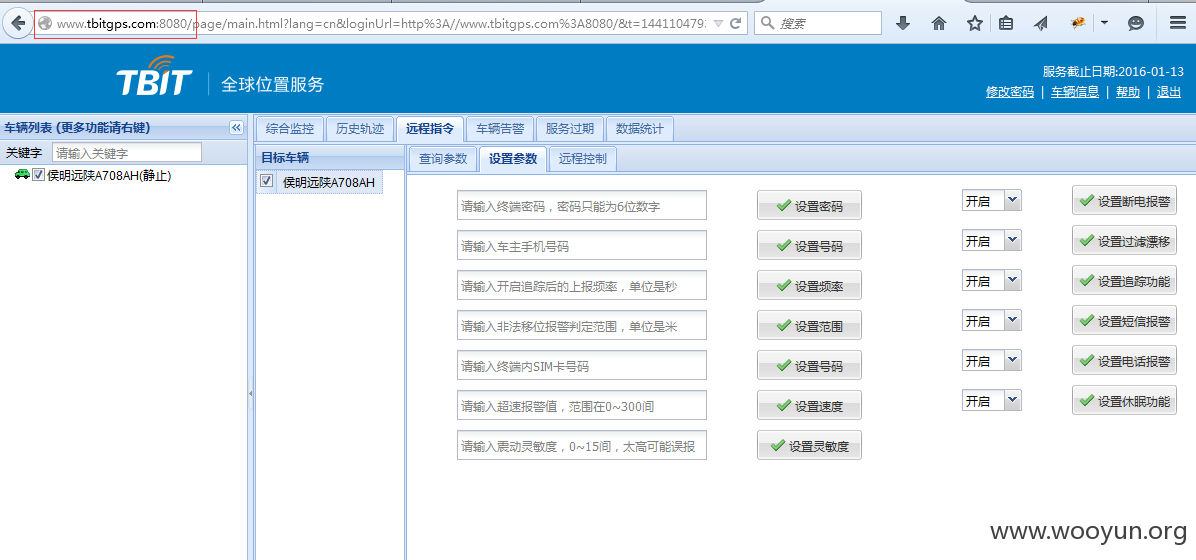 www.tbitgps.com:8080/page/main.html?lang=cn&loginUrl=http%3A//www.tbitgps.com%3A8080/&t=144110479
搜索
TBIT 全球位置服务
服务截止日期:2016-01-13
修改密码 | 车辆信息 | 帮助 | 退出
车辆列表 (更多功能请右键)
关键字 请输入关键字
侯明远陕A708AH(静止)
综合监控 历史轨迹 远程指令 车辆告警 服务过期 数据统计
目标车辆
侯明远陕A708AH
查询参数 设置参数 远程控制
请输入终端密码，密码只能为6位数字 设置密码 开启 设置断电报警
请输入车主手机号码 设置号码 开启 设置过滤漂移
请输入开启追踪后的上报频率，单位是秒 设置频率 开启 设置追踪功能
请输入非法移位报警判定范围，单位是米 设置范围 开启 设置短信报警
请输入终端内SIM卡号码 设置号码 开启 设置电话报警
请输入超速报警值，范围在0~300间 设置速度 开启 设置休眠功能
请输入震动灵敏度，0~15间，太高可能误报 设置灵敏度
www.wooyun.org